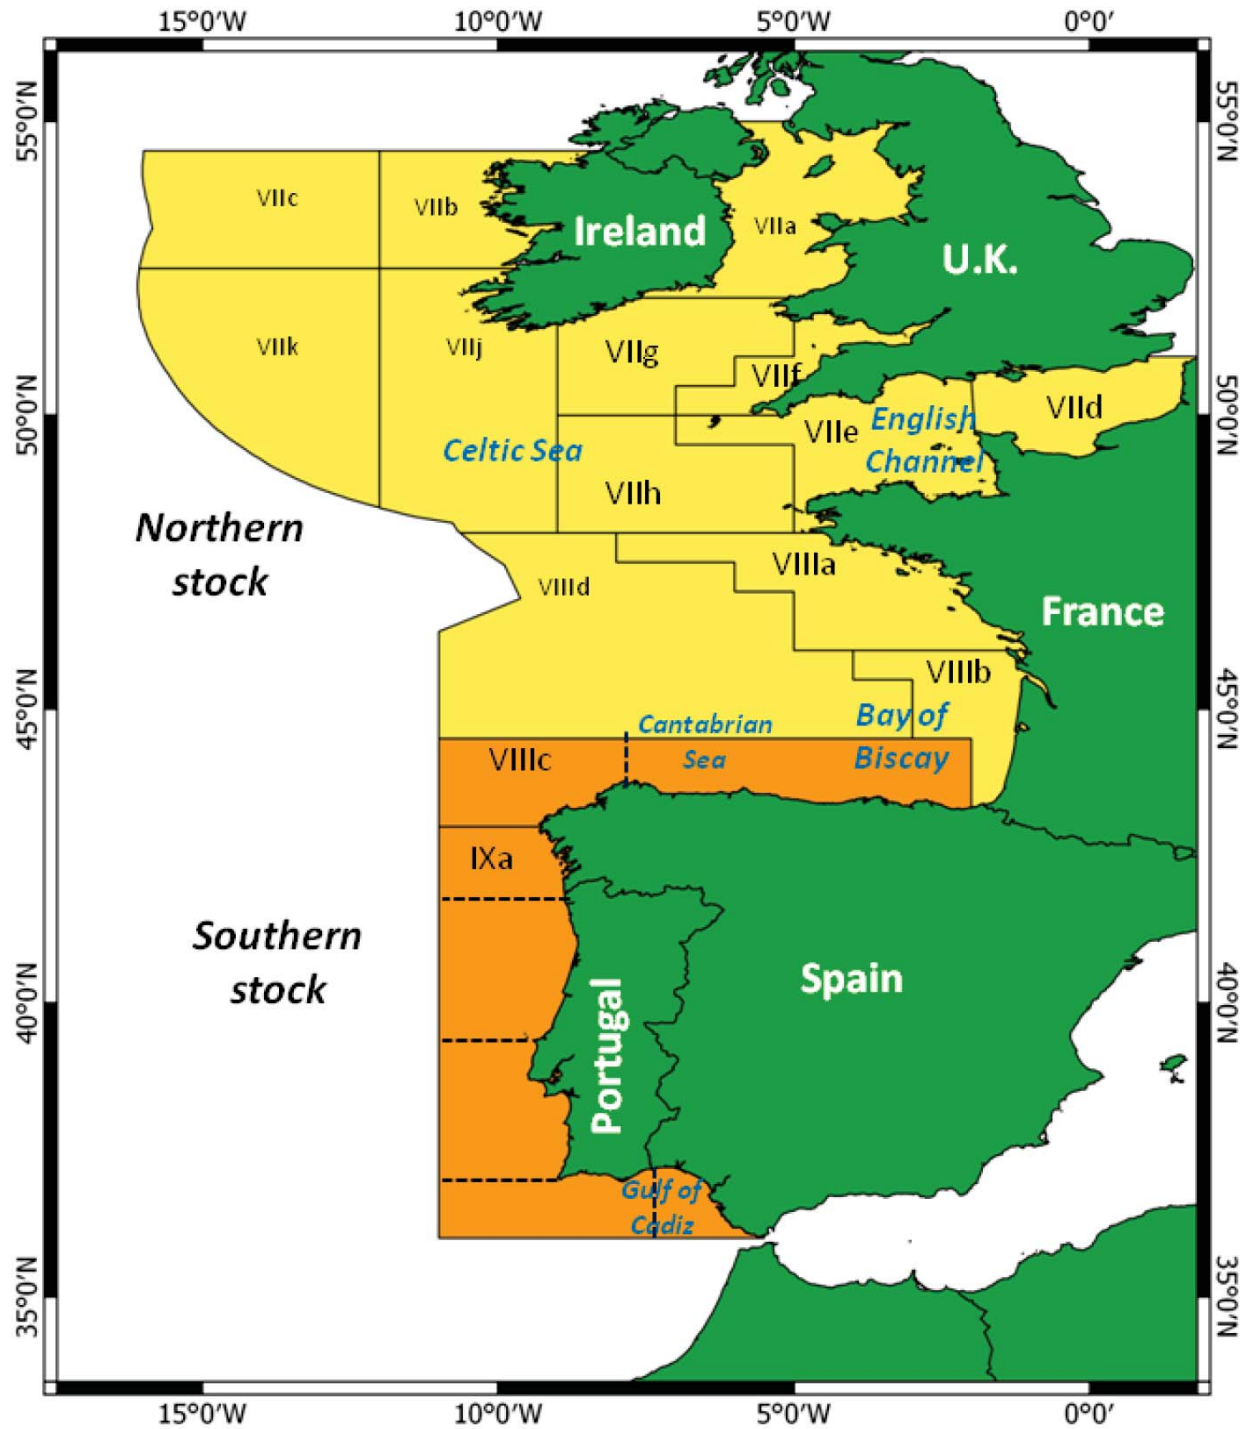 15°0'W 10°0'W 5°0'W 0°0'
55°0'N 55°0'N
VIIc VIIb Ireland VIIa U.K.
VIIk VIIj VIIg VIIf
VIId
50°0'N 50°0'N
VIIe English
Channel
Celtic Sea
VIIh
Northern
stock
VIIIa
VIIId
France
VIIIb
45°0'N 45°0'N
Cantabrian
Sea
Bay of
Biscay
VIIIc
IXa
Southern
stock
Spain
Portugal
40°0'N 40°0'N
Gulf of
Cadiz
35°0'N 35°0'N
15°0'W 10°0'W 5°0'W 0°0'